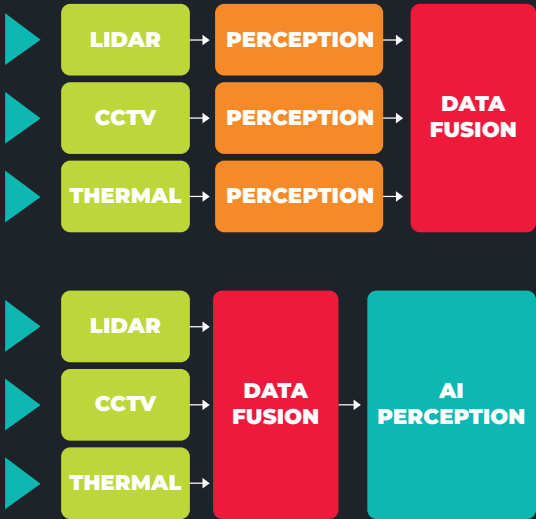 LIDAR
PERCEPTION
CCTV
PERCEPTION
THERMAL
PERCEPTION
DATA
FUSION
LIDAR
CCTV
THERMAL
DATA
FUSION
AI
PERCEPTION